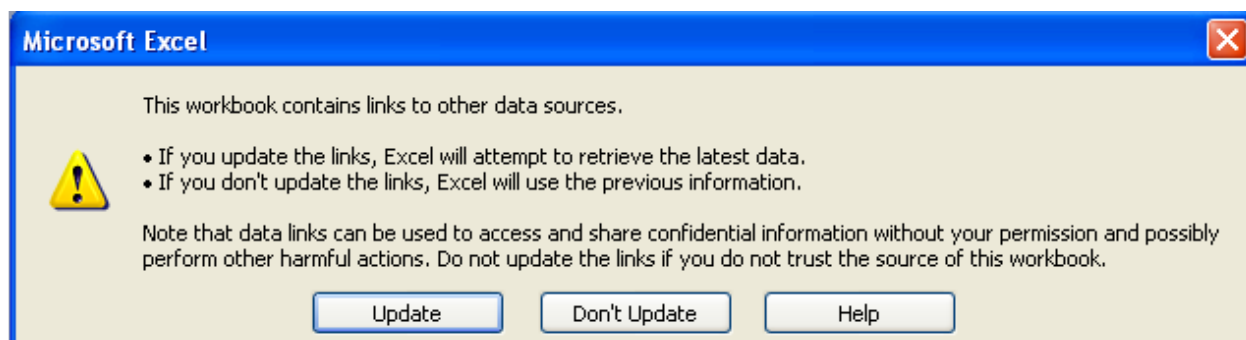 Microsoft Excel
This workbook contains links to other data sources.
• If you update the links, Excel will attempt to retrieve the latest data.
• If you don't update the links, Excel will use the previous information.
Note that data links can be used to access and share confidential information without your permission and possibly
perform other harmful actions. Do not update the links if you do not trust the source of this workbook.
Update Don't Update Help